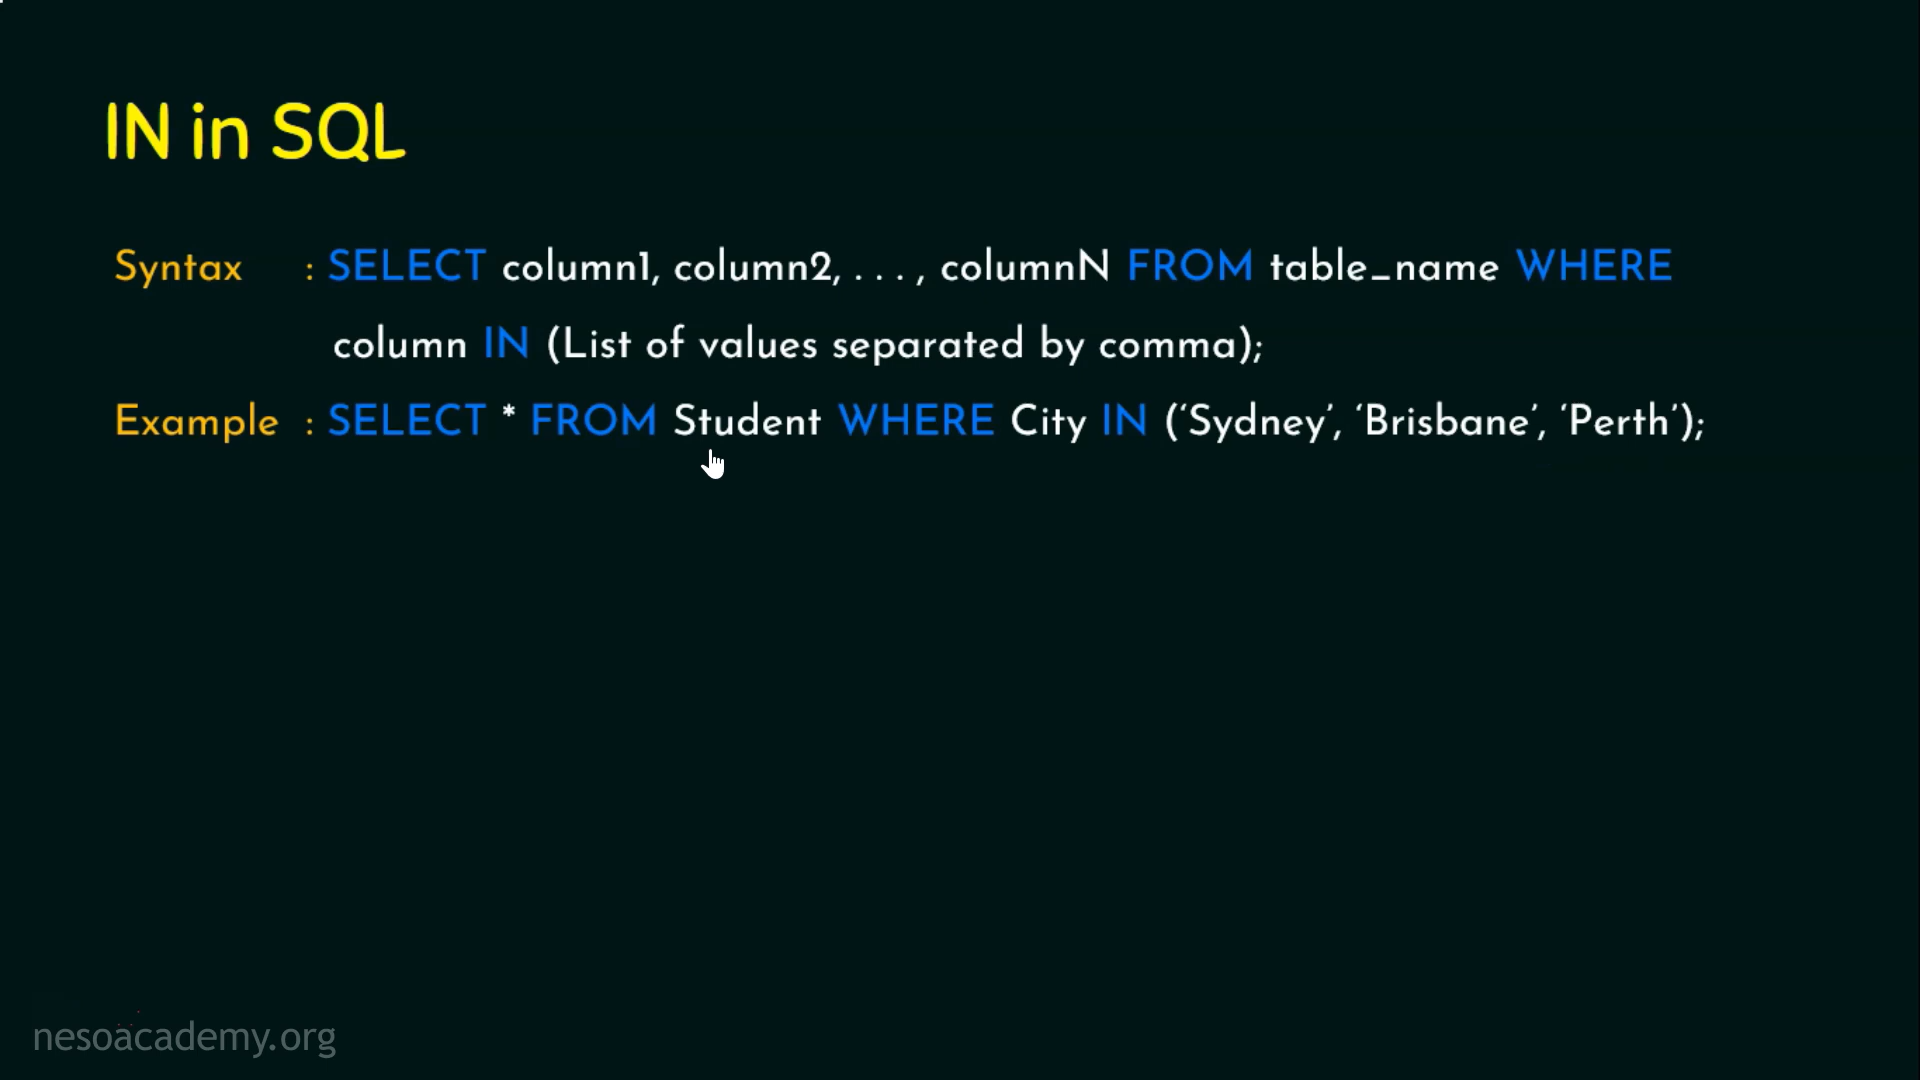 IN in SQL
Syntax : SELECT column1, column2, . . . , columnN FROM table_name WHERE
column IN (List of values separated by comma);
Example : SELECT * FROM Student WHERE City IN (‘Sydney’, ‘Brisbane’, ‘Perth’);
nesoacademy.org